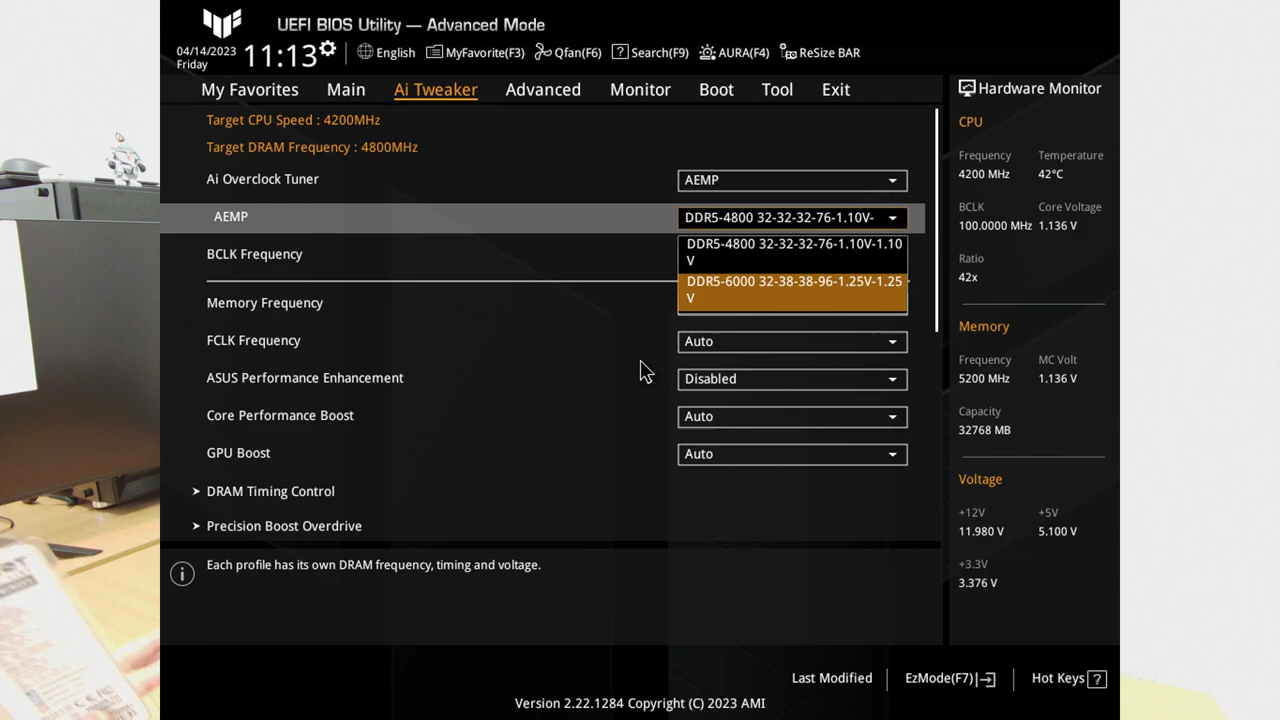 UEFI BIOS Utility — Advanced Mode
04/14/2023
Friday
11:13
English
MyFavorite(F3)
Qfan(F6)
? Search(F9)
AURA(F4)
ReSize BAR
My Favorites Main Ai Tweaker Advanced Monitor Boot Tool Exit
Target CPU Speed : 4200MHz
Target DRAM Frequency : 4800MHz
Ai Overclock Tuner AEMP
AEMP DDR5-4800 32-32-32-76-1.10V-
DDR5-4800 32-32-32-76-1.10V-1.10
V
DDR5-6000 32-38-38-96-1.25V-1.25
V
BCLK Frequency
Memory Frequency
FCLK Frequency Auto
ASUS Performance Enhancement Disabled
Core Performance Boost Auto
GPU Boost Auto
DRAM Timing Control
Precision Boost Overdrive
Each profile has its own DRAM frequency, timing and voltage.
Hardware Monitor
CPU
Frequency Temperature
4200 MHz 42°C
BCLK Core Voltage
100.0000 MHz 1.136 V
Ratio
42x
Memory
Frequency MC Volt
5200 MHz 1.136 V
Capacity
32768 MB
Voltage
+12V +5V
11.980 V 5.100 V
+3.3V
3.376 V
Last Modified
EzMode(F7)
Hot Keys ?
Version 2.22.1284 Copyright (C) 2023 AMI